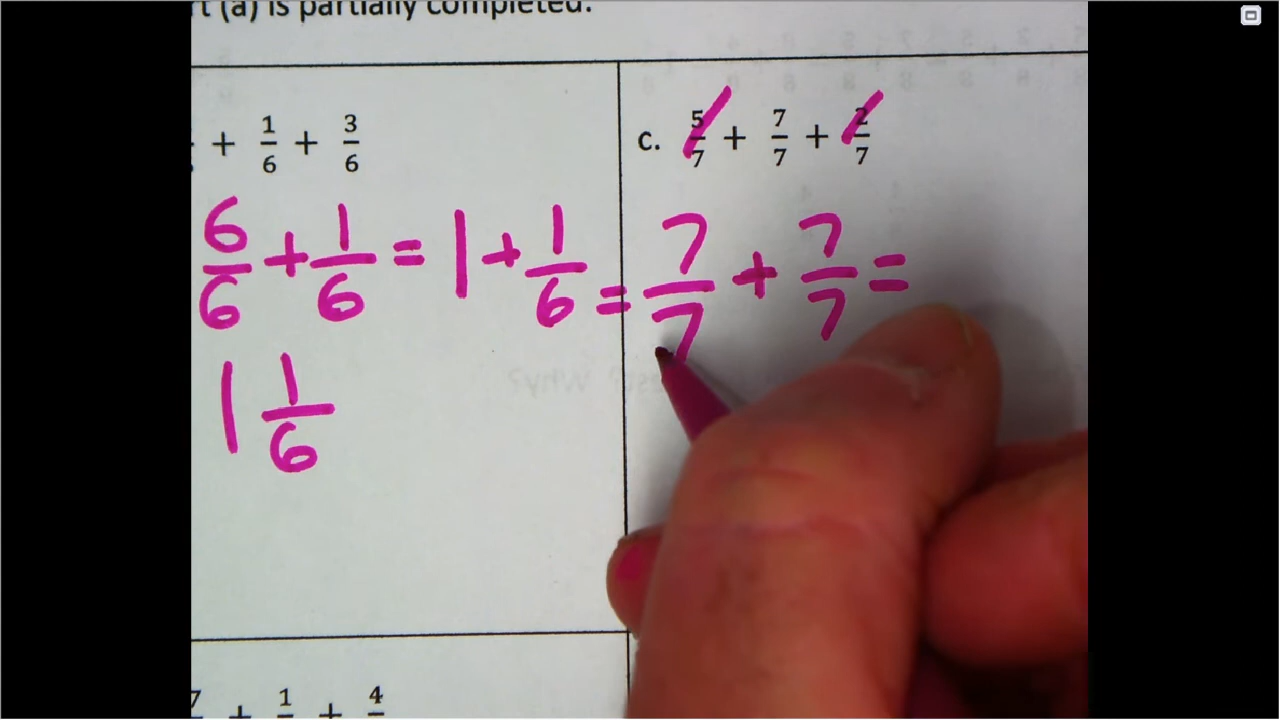 (a) is partially completed.
+ 1/6 + 3/6
6/6 + 1/6 = 1 + 1/6 =
1 1/6
c. 5/7 + 7/7 + 2/7
7/7 + 7/7 =
7 + 1 + 4